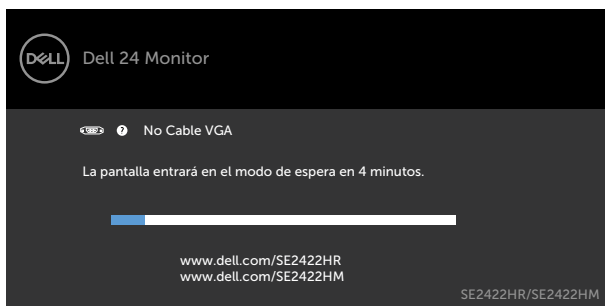 DELL
Dell 24 Monitor
? No Cable VGA
La pantalla entrará en el modo de espera en 4 minutos.
www.dell.com/SE2422HR
www.dell.com/SE2422HM
SE2422HR/SE2422HM